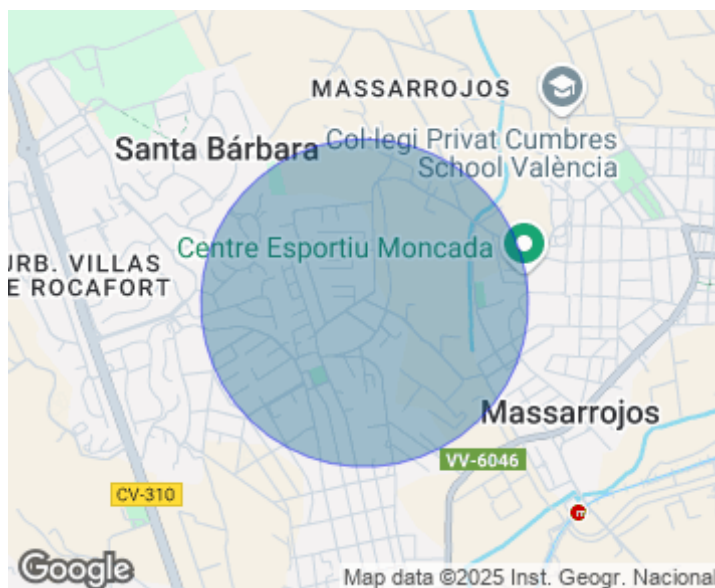 MASSARROJOS
Santa Bárbara
Col·legi Privat Cumbres
School València
Centre Esportiu Moncada
URB. VILLAS
E ROCAFORT
Massarrojos
VV-6046
CV-310
Google
Map data ©2025 Inst. Geogr. Nacional